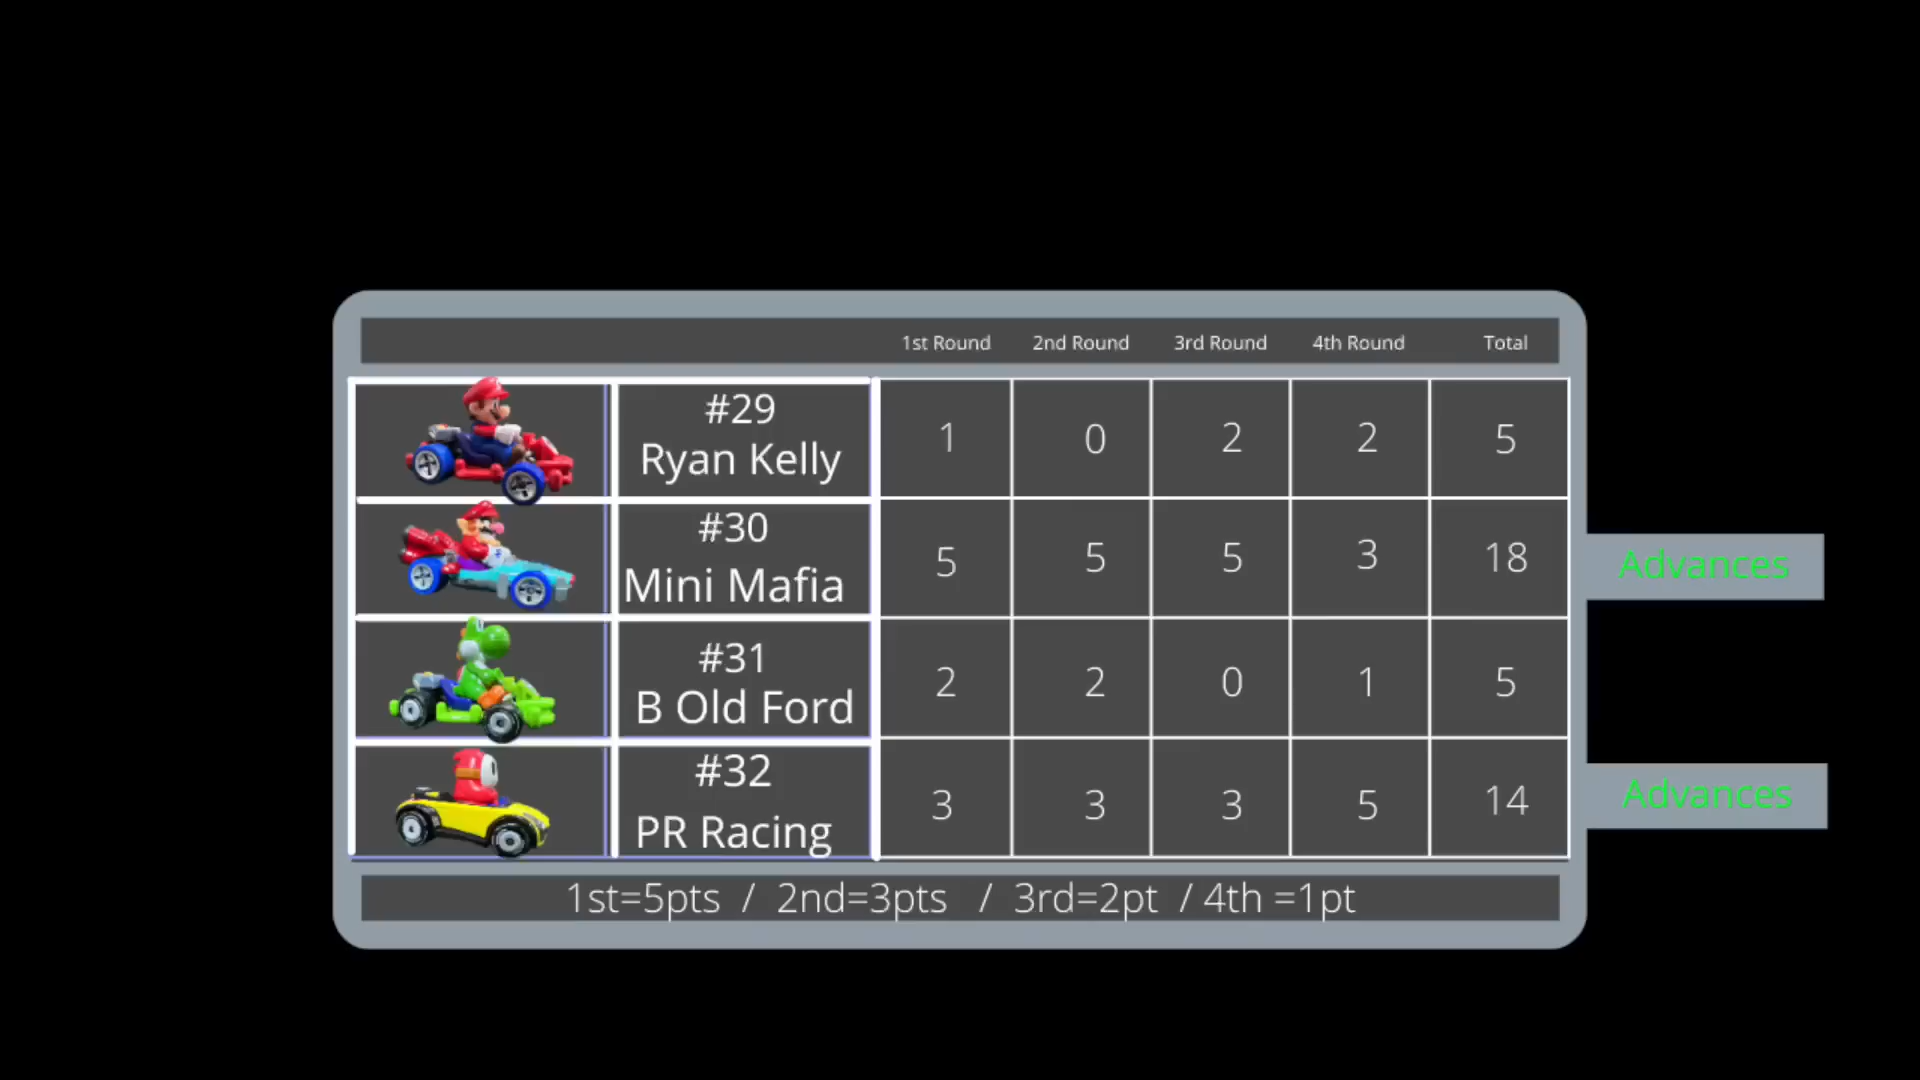 1st Round 2nd Round 3rd Round 4th Round Total
#29
Ryan Kelly
1 0 2 2 5
#30
Mini Mafia
5 5 5 3 18
Advances
#31
B Old Ford
2 2 0 1 5
#32
PR Racing
3 3 3 5 14
Advances
1st=5pts / 2nd=3pts / 3rd=2pt / 4th =1pt